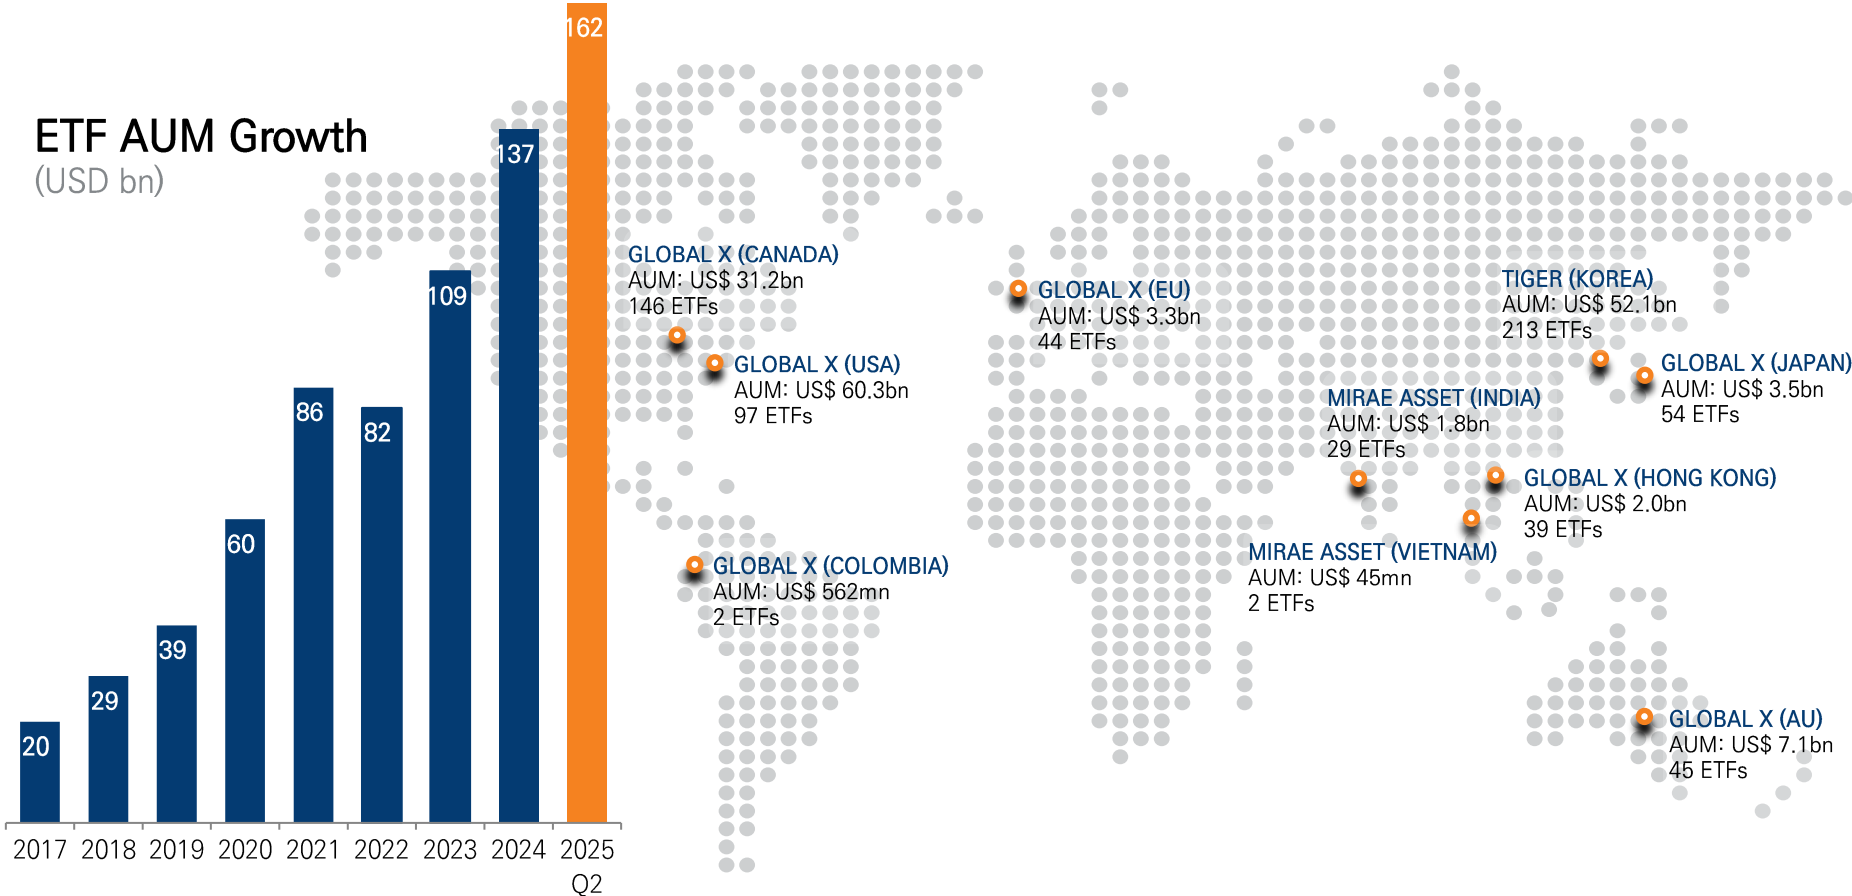 ETF AUM Growth
(USD bn)
20
29
39
60
86
82
109
137
162
2017
2018
2019
2020
2021
2022
2023
2024
2025
Q2
GLOBAL X (CANADA)
AUM: US$ 31.2bn
146 ETFs
GLOBAL X (USA)
AUM: US$ 60.3bn
97 ETFs
GLOBAL X (COLOMBIA)
AUM: US$ 562mn
2 ETFs
GLOBAL X (EU)
AUM: US$ 3.3bn
44 ETFs
TIGER (KOREA)
AUM: US$ 52.1bn
213 ETFs
GLOBAL X (JAPAN)
AUM: US$ 3.5bn
54 ETFs
MIRAE ASSET (INDIA)
AUM: US$ 1.8bn
29 ETFs
GLOBAL X (HONG KONG)
AUM: US$ 2.0bn
39 ETFs
MIRAE ASSET (VIETNAM)
AUM: US$ 45mn
2 ETFs
GLOBAL X (AU)
AUM: US$ 7.1bn
45 ETFs